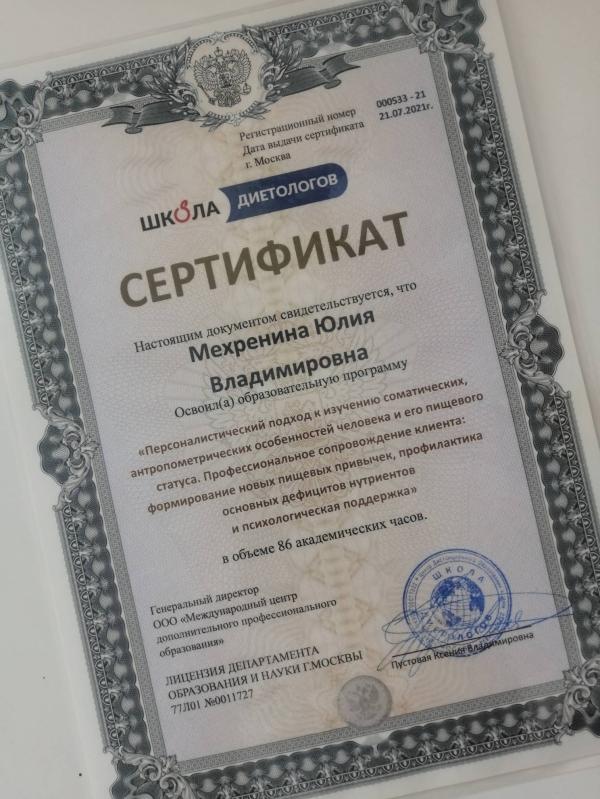 Регистрационный номер 000533 - 21
Дата выдачи сертификата 21.07.2021г.
г. Москва
ШКОЛА ДИЕТОЛОГОВ
СЕРТИФИКАТ
Настоящим документом свидетельствуется, что
Мехренина Юлия
Владимировна
Освоил(а) образовательную программу
«Персоналистический подход к изучению соматических,
антропометрических особенностей человека и его пищевого
статуса. Профессиональное сопровождение клиента:
формирование новых пищевых привычек, профилактика
основных дефицитов нутриентов
и психологическая поддержка»
в объеме 86 академических часов.
Генеральный директор
ООО «Международный центр
дополнительного профессионального
образования»
ЛИЦЕНЗИЯ ДЕПАРТАМЕНТА
ОБРАЗОВАНИЯ И НАУКИ Г.МОСКВЫ
77Л01 №0011727
ШКОЛА
ДИЕТОЛОГОВ
Пустовая Ксения Владимировна